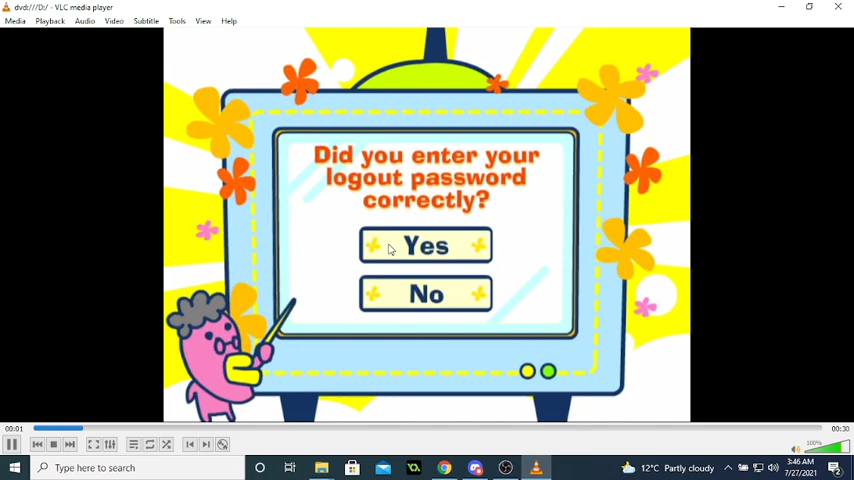 dvd:///D:/ - VLC media player
Media Playback Audio Video Subtitle Tools View Help
Did you enter your
logout password
correctly?
Yes
No
00:01
00:30
100%
Type here to search
12°C Partly cloudy
3:46 AM
7/27/2021
2